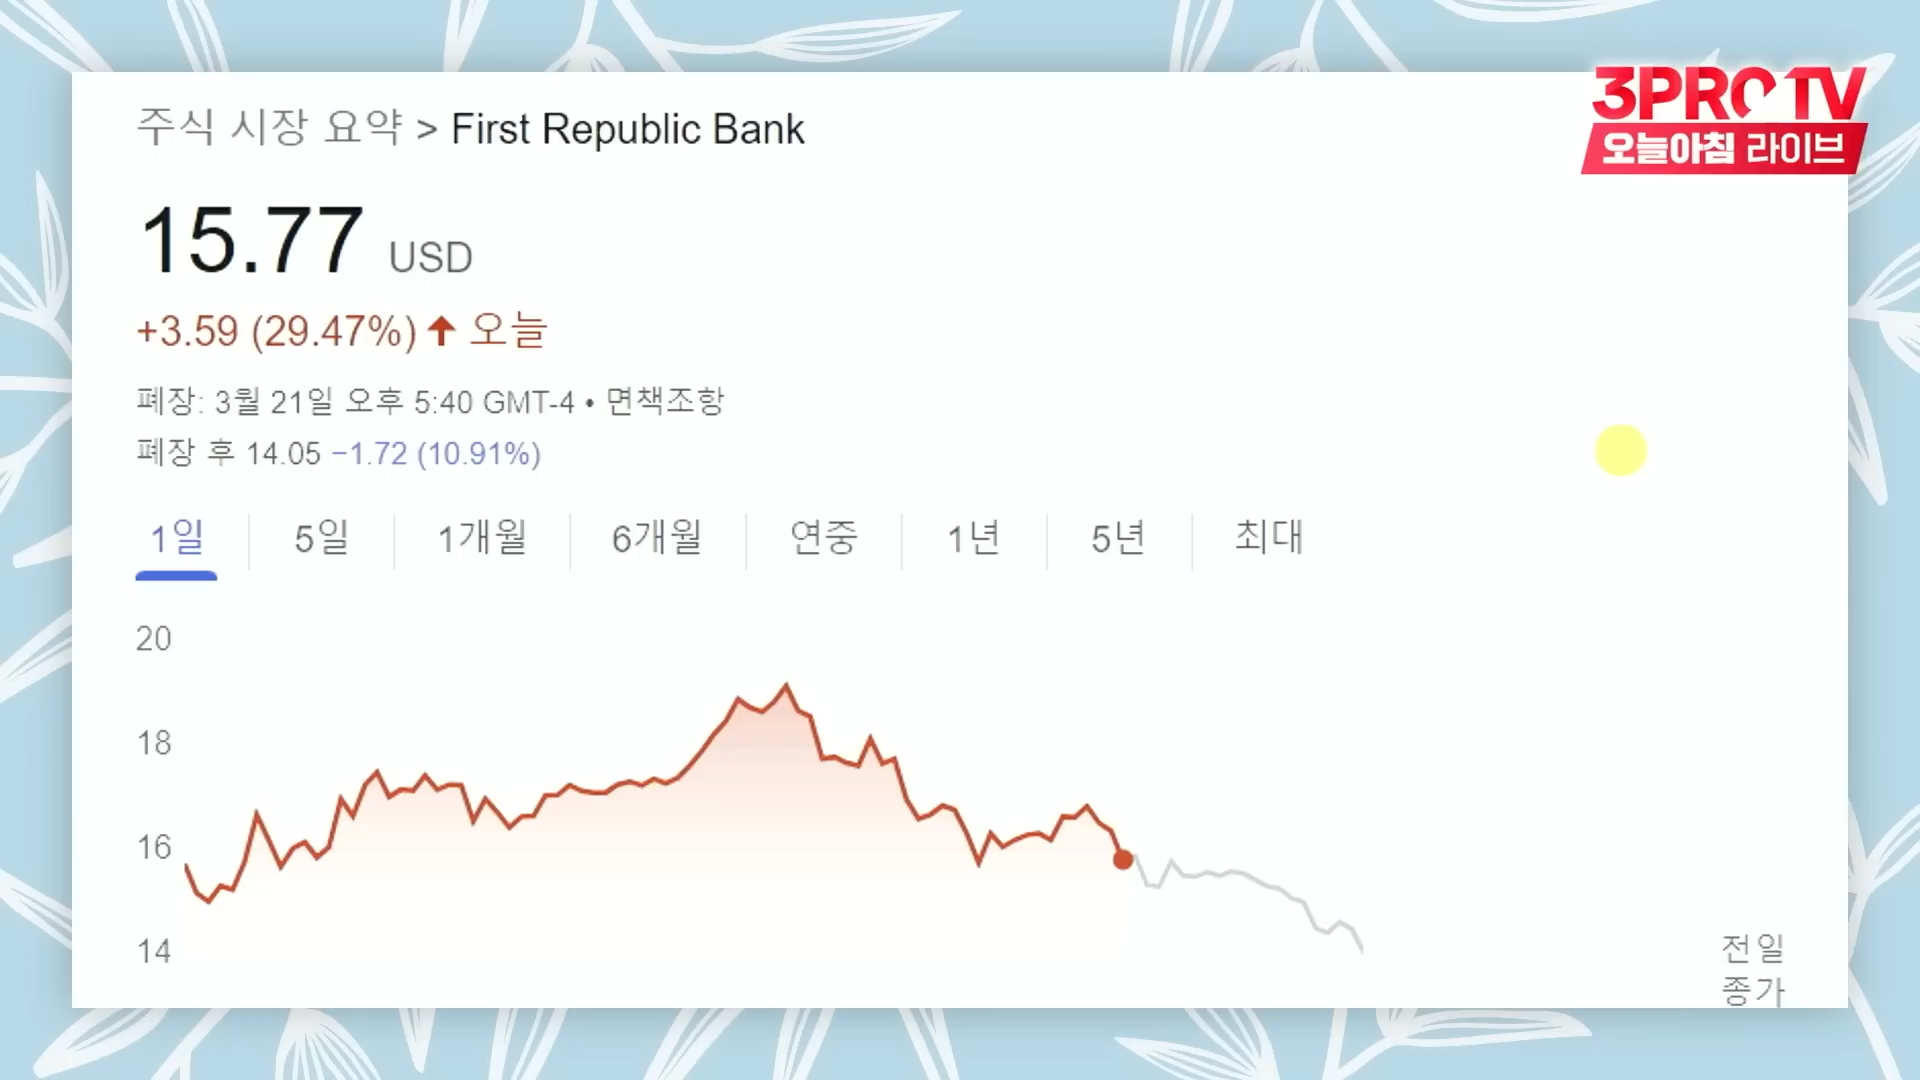 3PRO TV
오늘아침 라이브
주식 시장 요약 > First Republic Bank
15.77 USD
+3.59 (29.47%) ↑ 오늘
폐장: 3월 21일 오후 5:40 GMT-4 • 면책조항
폐장 후 14.05 −1.72 (10.91%)
1일 5일 1개월 6개월 연중 1년 5년 최대
20
18
16
14
전일
종가